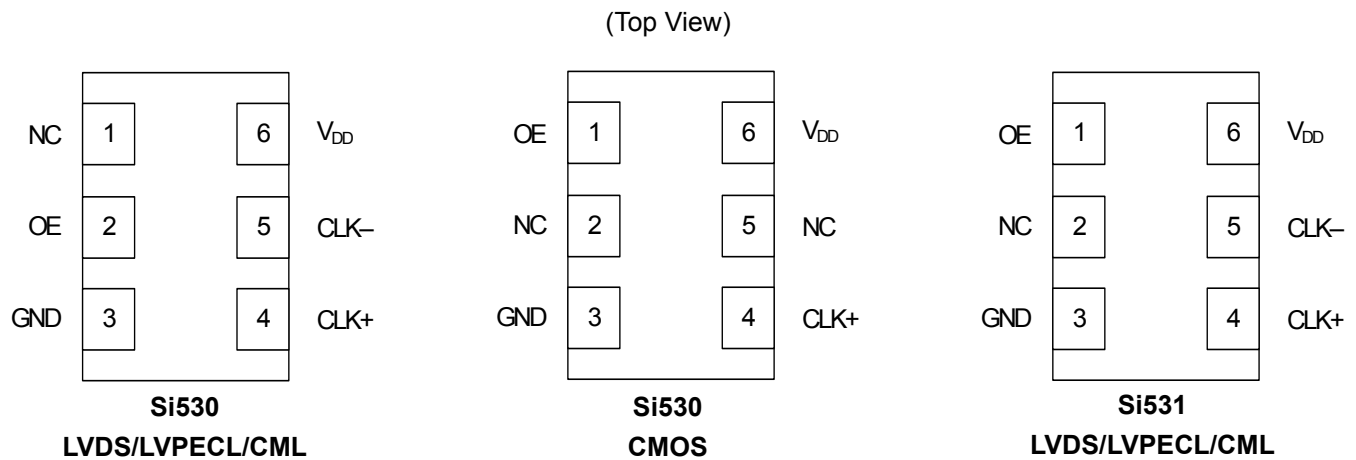 (Top View)
NC 1 6 VDD
OE 2 5 CLK–
GND 3 4 CLK+
Si530
LVDS/LVPECL/CML
OE 1 6 VDD
NC 2 5 NC
GND 3 4 CLK+
Si530
CMOS
OE 1 6 VDD
NC 2 5 CLK–
GND 3 4 CLK+
Si531
LVDS/LVPECL/CML